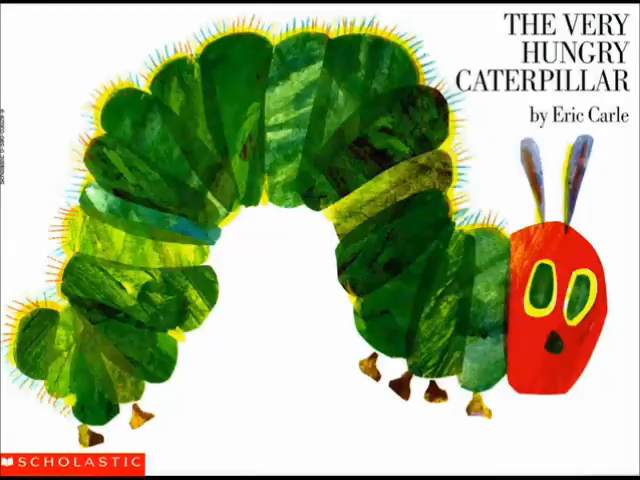 THE VERY
HUNGRY
CATERPILLAR
by Eric Carle
SCHOLASTIC